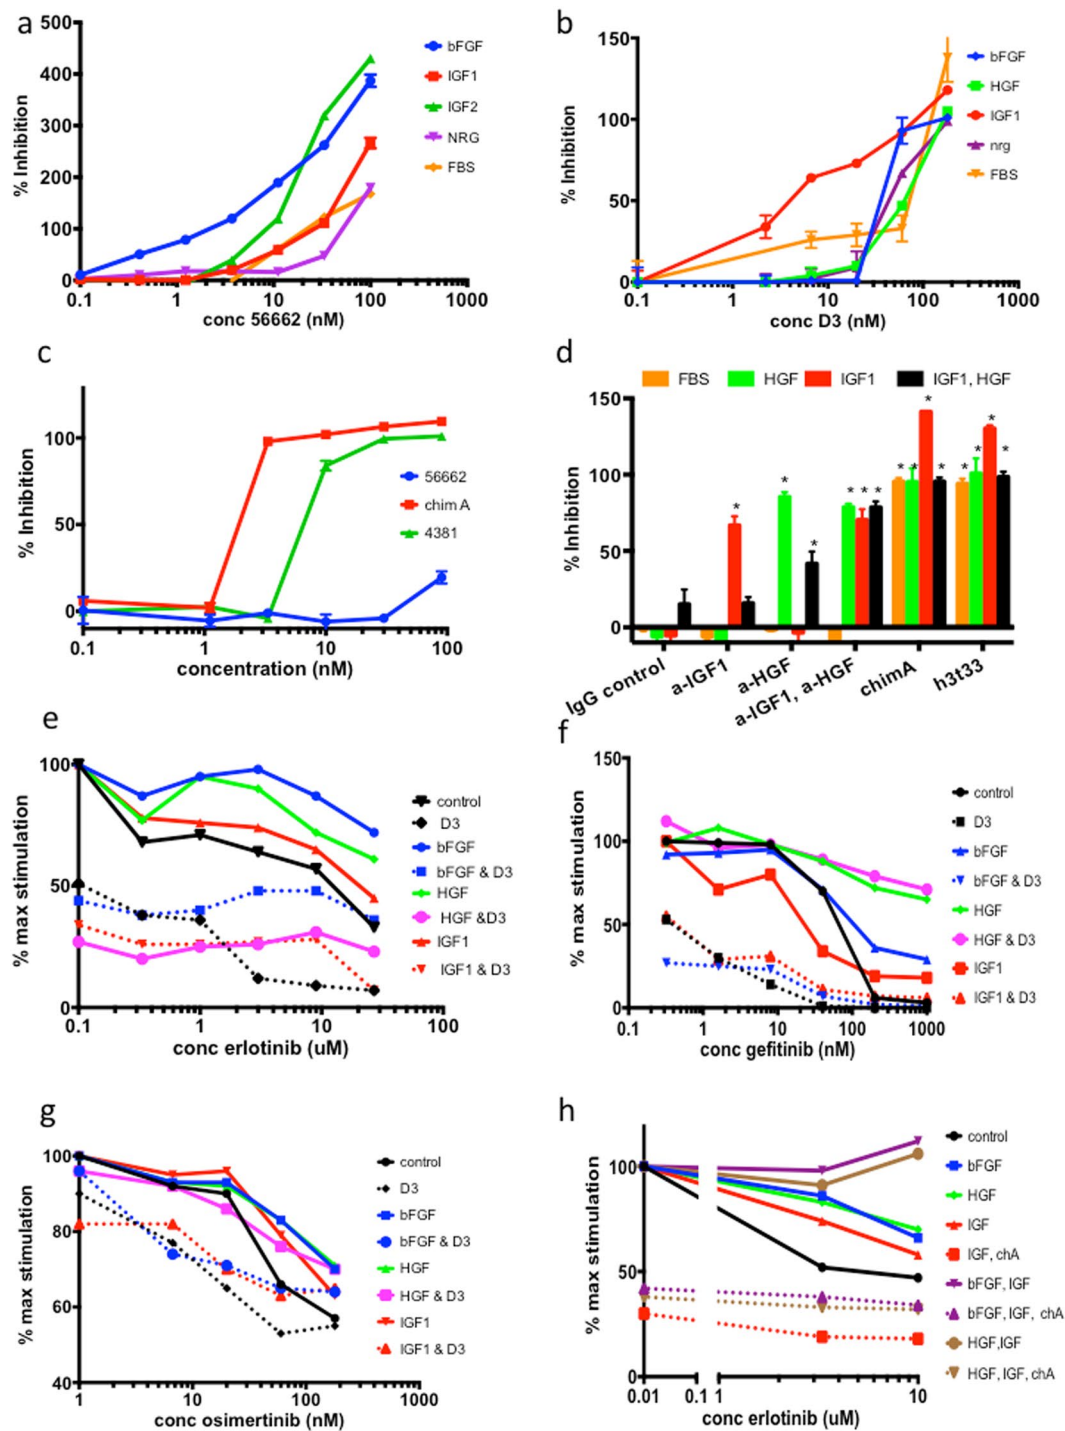 a
500
400
300
200
100
0
0.1
1
10
100
1000
% Inhibition
conc 56662 (nM)
bFGF
IGF1
IGF2
NRG
FBS
b
150
100
50
0
0.1
1
10
100
1000
% Inhibition
conc D3 (nM)
bFGF
HGF
IGF1
nrg
FBS
c
100
50
0
0.1
1
10
100
% Inhibition
concentration (nM)
56662
chim A
4381
d
FBS
HGF
IGF1
IGF1, HGF
150
100
50
0
% Inhibition
* * * * * * * * * * * * * * *
IgG control
a-IGF1
a-HGF
a-IGF1, a-HGF
chimA
h3t33
e
100
50
0
0.1
1
10
100
% max stimulation
conc erlotinib (uM)
control
D3
bFGF
bFGF & D3
HGF
HGF &D3
IGF1
IGF1 & D3
f
150
100
50
0
0.1
1
10
100
1000
% max stimulation
conc gefitinib (nM)
control
D3
bFGF
bFGF & D3
HGF
HGF & D3
IGF1
IGF1 & D3
g
100
80
60
40
1
10
100
1000
% max stimulation
conc osimertinib (nM)
control
D3
bFGF
bFGF & D3
HGF
HGF & D3
IGF1
IGF1 & D3
h
100
50
0
0.01
0.1
1
10
% max stimulation
conc erlotinib (uM)
control
bFGF
HGF
IGF
IGF, chA
bFGF, IGF
bFGF, IGF, chA
HGF,IGF
HGF, IGF, chA